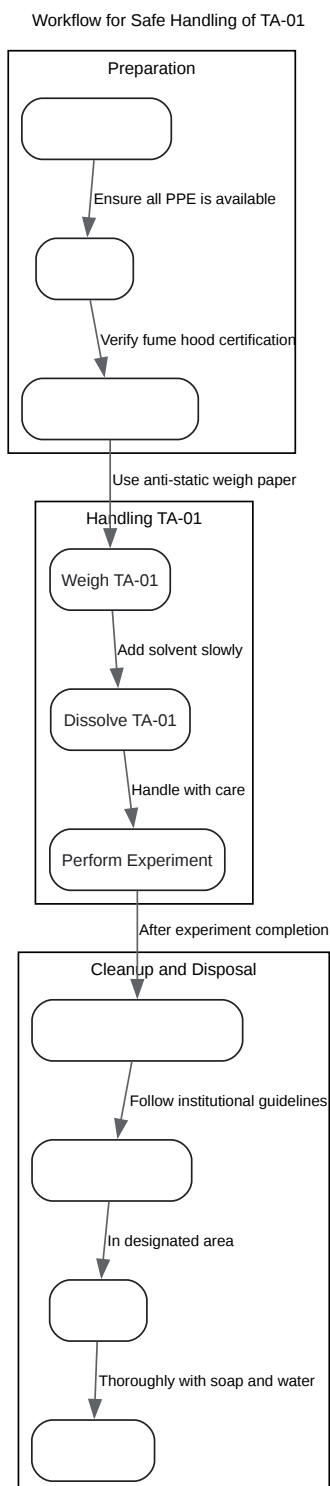 Workflow for Safe Handling of TA-01
Preparation
Ensure all PPE is available
Verify fume hood certification
Use anti-static weigh paper
Handling TA-01
Weigh TA-01
Add solvent slowly
Dissolve TA-01
Handle with care
Perform Experiment
After experiment completion
Cleanup and Disposal
Follow institutional guidelines
In designated area
Thoroughly with soap and water